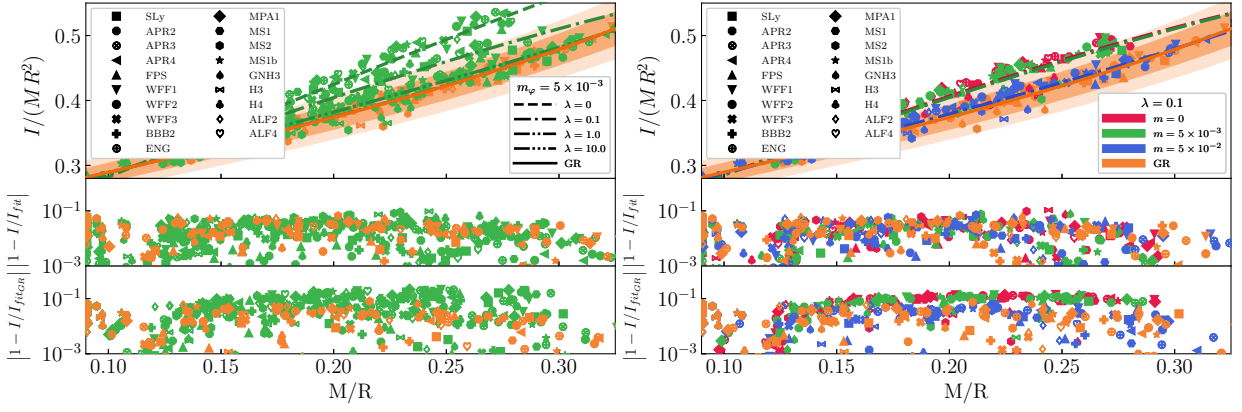 0.5
0.4
0.3
I/(MR²)
SLy
APR2
APR3
APR4
FPS
WFF1
WFF2
WFF3
BBB2
ENG
MPA1
MS1
MS2
MS1b
GNH3
H3
H4
ALF2
ALF4
m_φ = 5 × 10⁻³
λ = 0
λ = 0.1
λ = 1.0
λ = 10.0
GR
10⁻¹
10⁻³
|1 − I/I_fit|
10⁻¹
10⁻³
|1 − I/I_fit_GR|
0.10
0.15
0.20
0.25
0.30
M/R
0.5
0.4
0.3
I/(MR²)
SLy
APR2
APR3
APR4
FPS
WFF1
WFF2
WFF3
BBB2
ENG
MPA1
MS1
MS2
MS1b
GNH3
H3
H4
ALF2
ALF4
λ = 0.1
m = 0
m = 5 × 10⁻³
m = 5 × 10⁻²
GR
10⁻¹
10⁻³
|1 − I/I_fit|
10⁻¹
10⁻³
|1 − I/I_fit_GR|
0.10
0.15
0.20
0.25
0.30
M/R